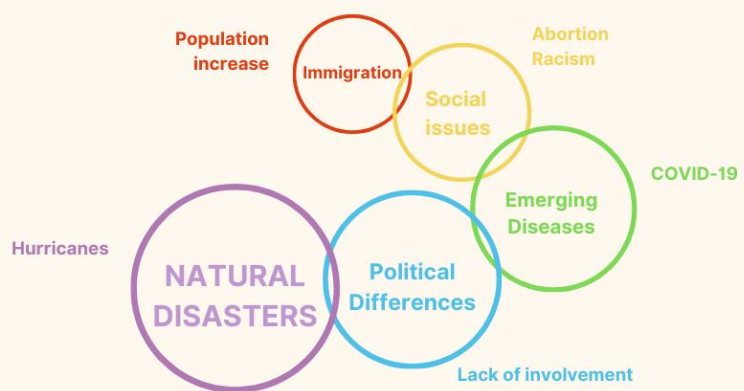 Population
increase
Immigration
Abortion
Racism
Social
issues
COVID-19
Emerging
Diseases
Hurricanes
NATURAL
DISASTERS
Political
Differences
Lack of involvement